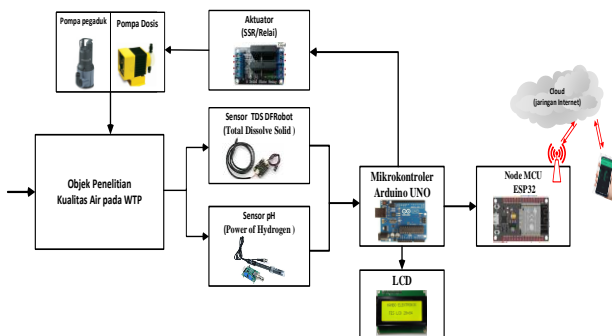 Pompa pegaduk
Pompa Dosis
Aktuator
(SSR/Relai)
Cloud
(jaringan Internet)
Sensor TDS DFRobot
(Total Dissolve Solid )
Objek Penelitian
Kualitas Air pada WTP
Mikrokontroler
Arduino UNO
Node MCU
ESP32
Sensor pH
(Power of Hydrogen)
LCD